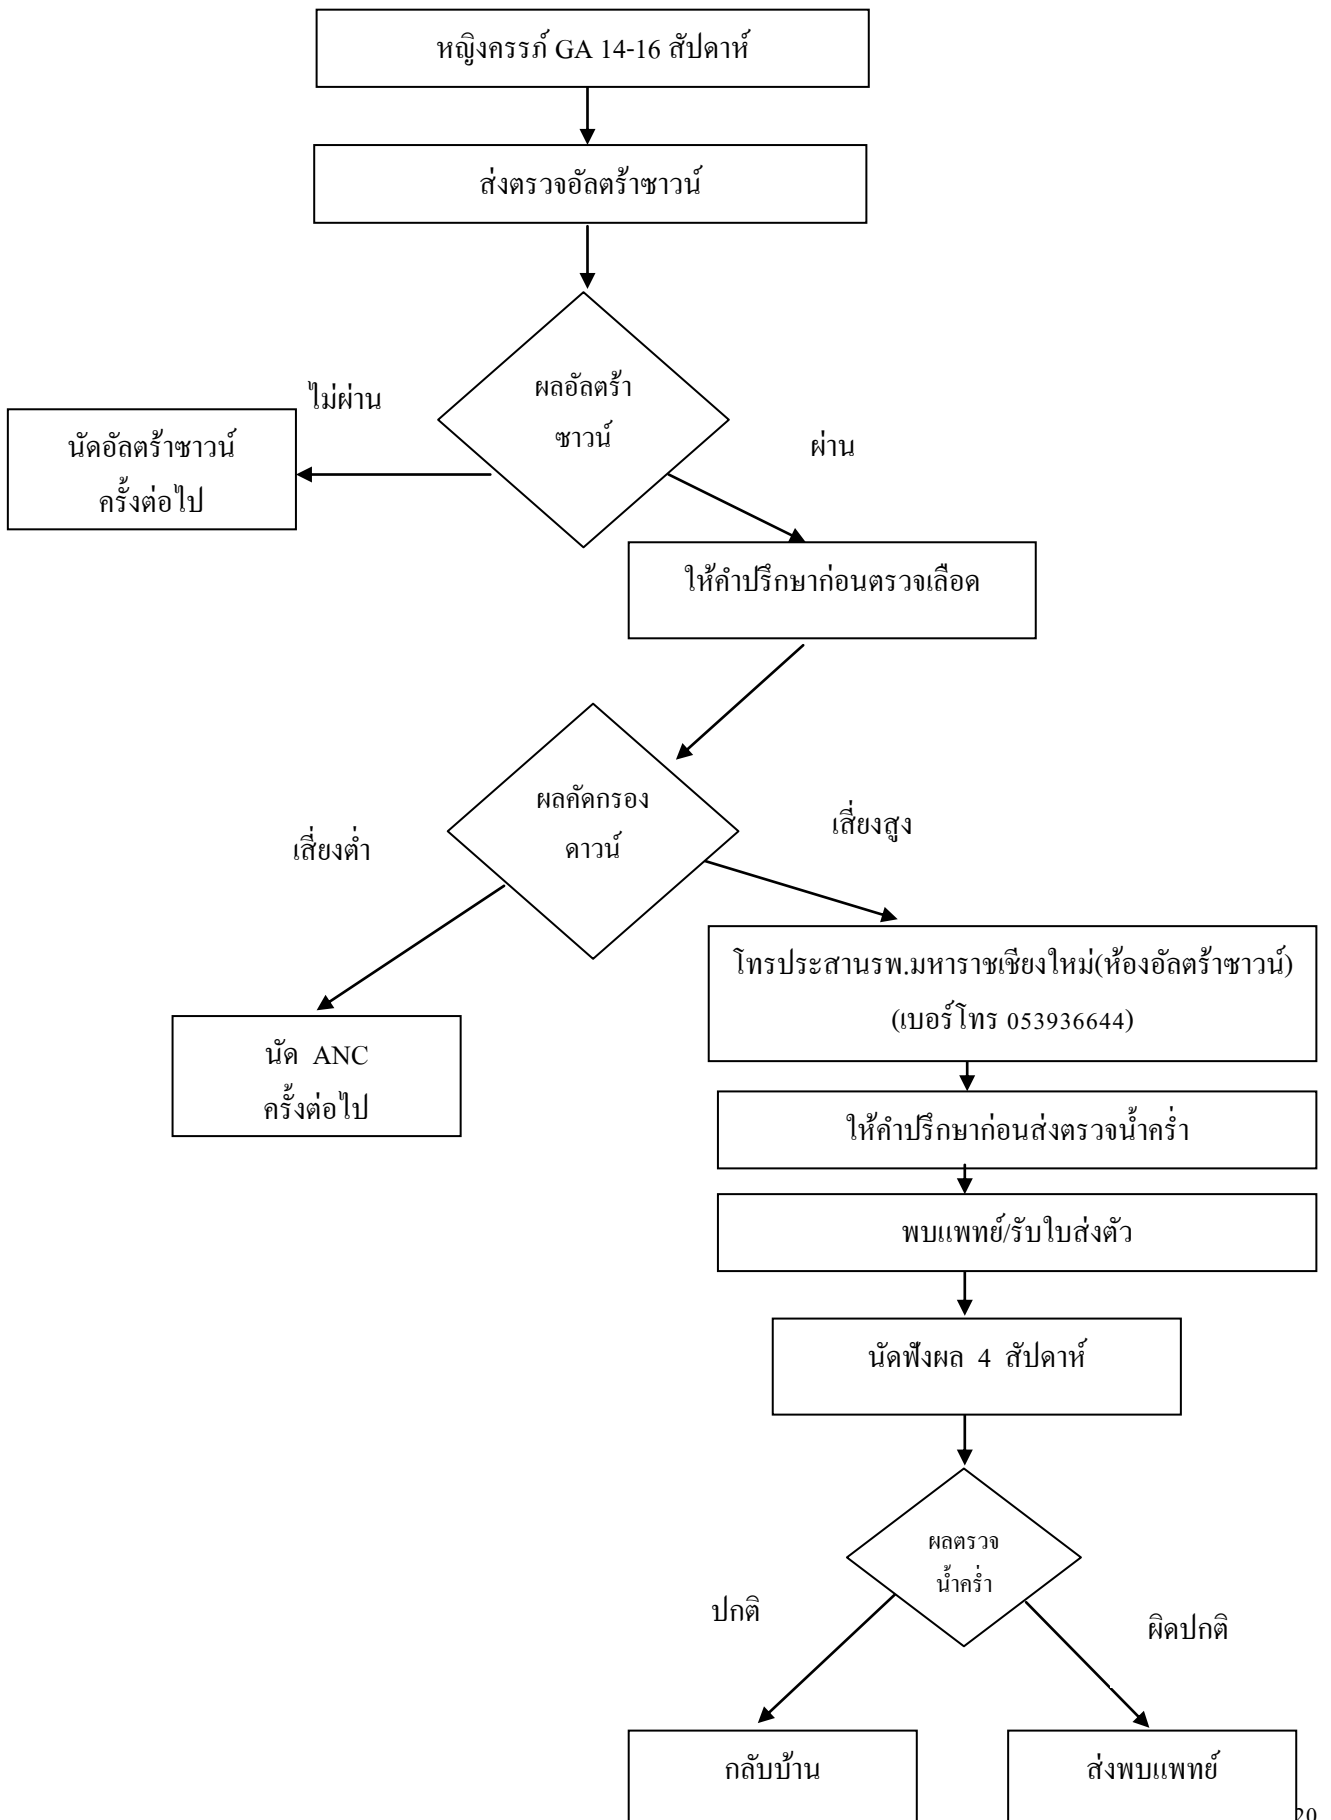 หญิงครรภ์ GA 14-16 สัปดาห์
ส่งตรวจอัลตร้าซาวน์
ผลอัลตร้า
ซาวน์
ไม่ผ่าน
นัดอัลตร้าซาวน์
ครั้งต่อไป
ผ่าน
ให้คำปรึกษาก่อนตรวจเลือด
ผลคัดกรอง
ดาวน์
เสี่ยงต่ำ
เสี่ยงสูง
นัด ANC
ครั้งต่อไป
โทรประสานรพ.มหาราชเชียงใหม่(ห้องอัลตร้าซาวน์)
(เบอร์โทร 053936644)
ให้คำปรึกษาก่อนส่งตรวจน้ำคร่ำ
พบแพทย์/รับใบส่งตัว
นัดฟังผล 4 สัปดาห์
ผลตรวจ
น้ำคร่ำ
ปกติ
ผิดปกติ
กลับบ้าน
ส่งพบแพทย์
20